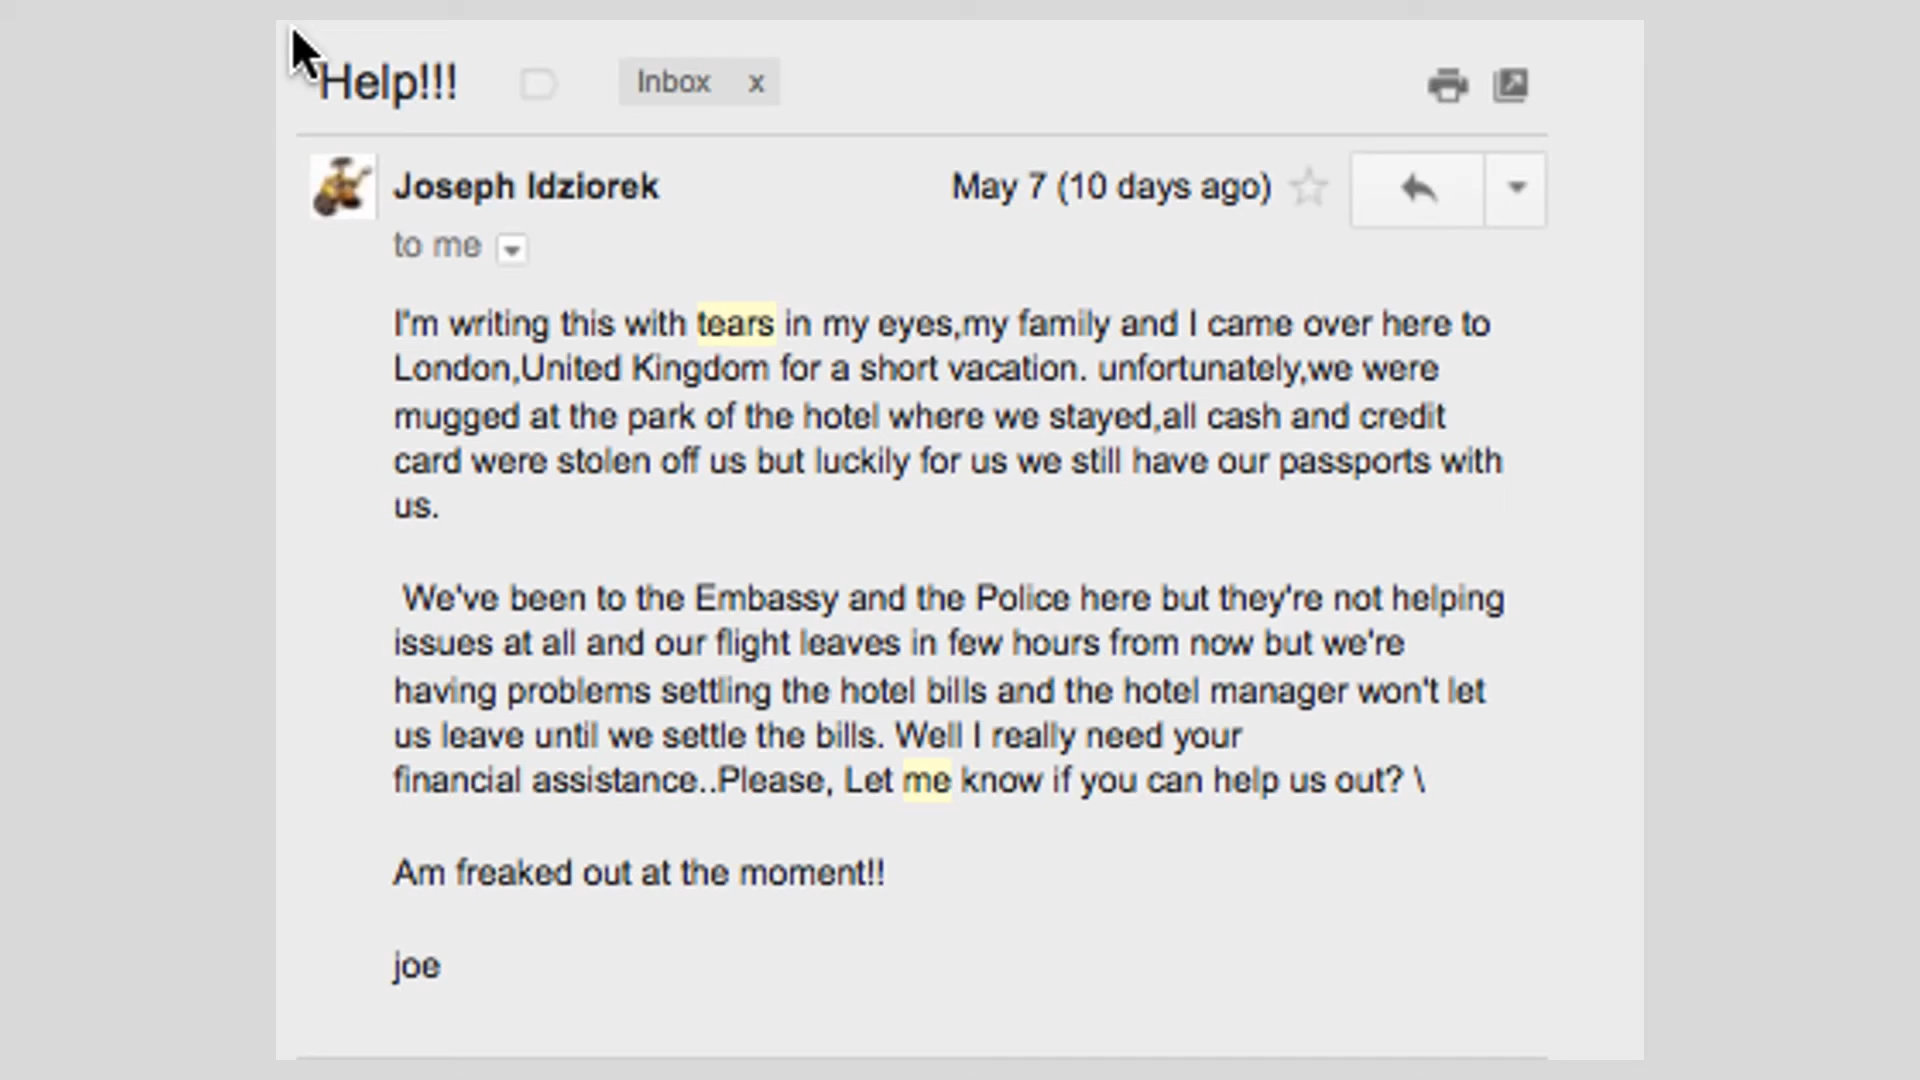 Help!!!
Inbox x
Joseph Idziorek
May 7 (10 days ago)
to me
I'm writing this with tears in my eyes,my family and I came over here to
London,United Kingdom for a short vacation. unfortunately,we were
mugged at the park of the hotel where we stayed,all cash and credit
card were stolen off us but luckily for us we still have our passports with
us.
We've been to the Embassy and the Police here but they're not helping
issues at all and our flight leaves in few hours from now but we're
having problems settling the hotel bills and the hotel manager won't let
us leave until we settle the bills. Well I really need your
financial assistance..Please, Let me know if you can help us out? \
Am freaked out at the moment!!
joe